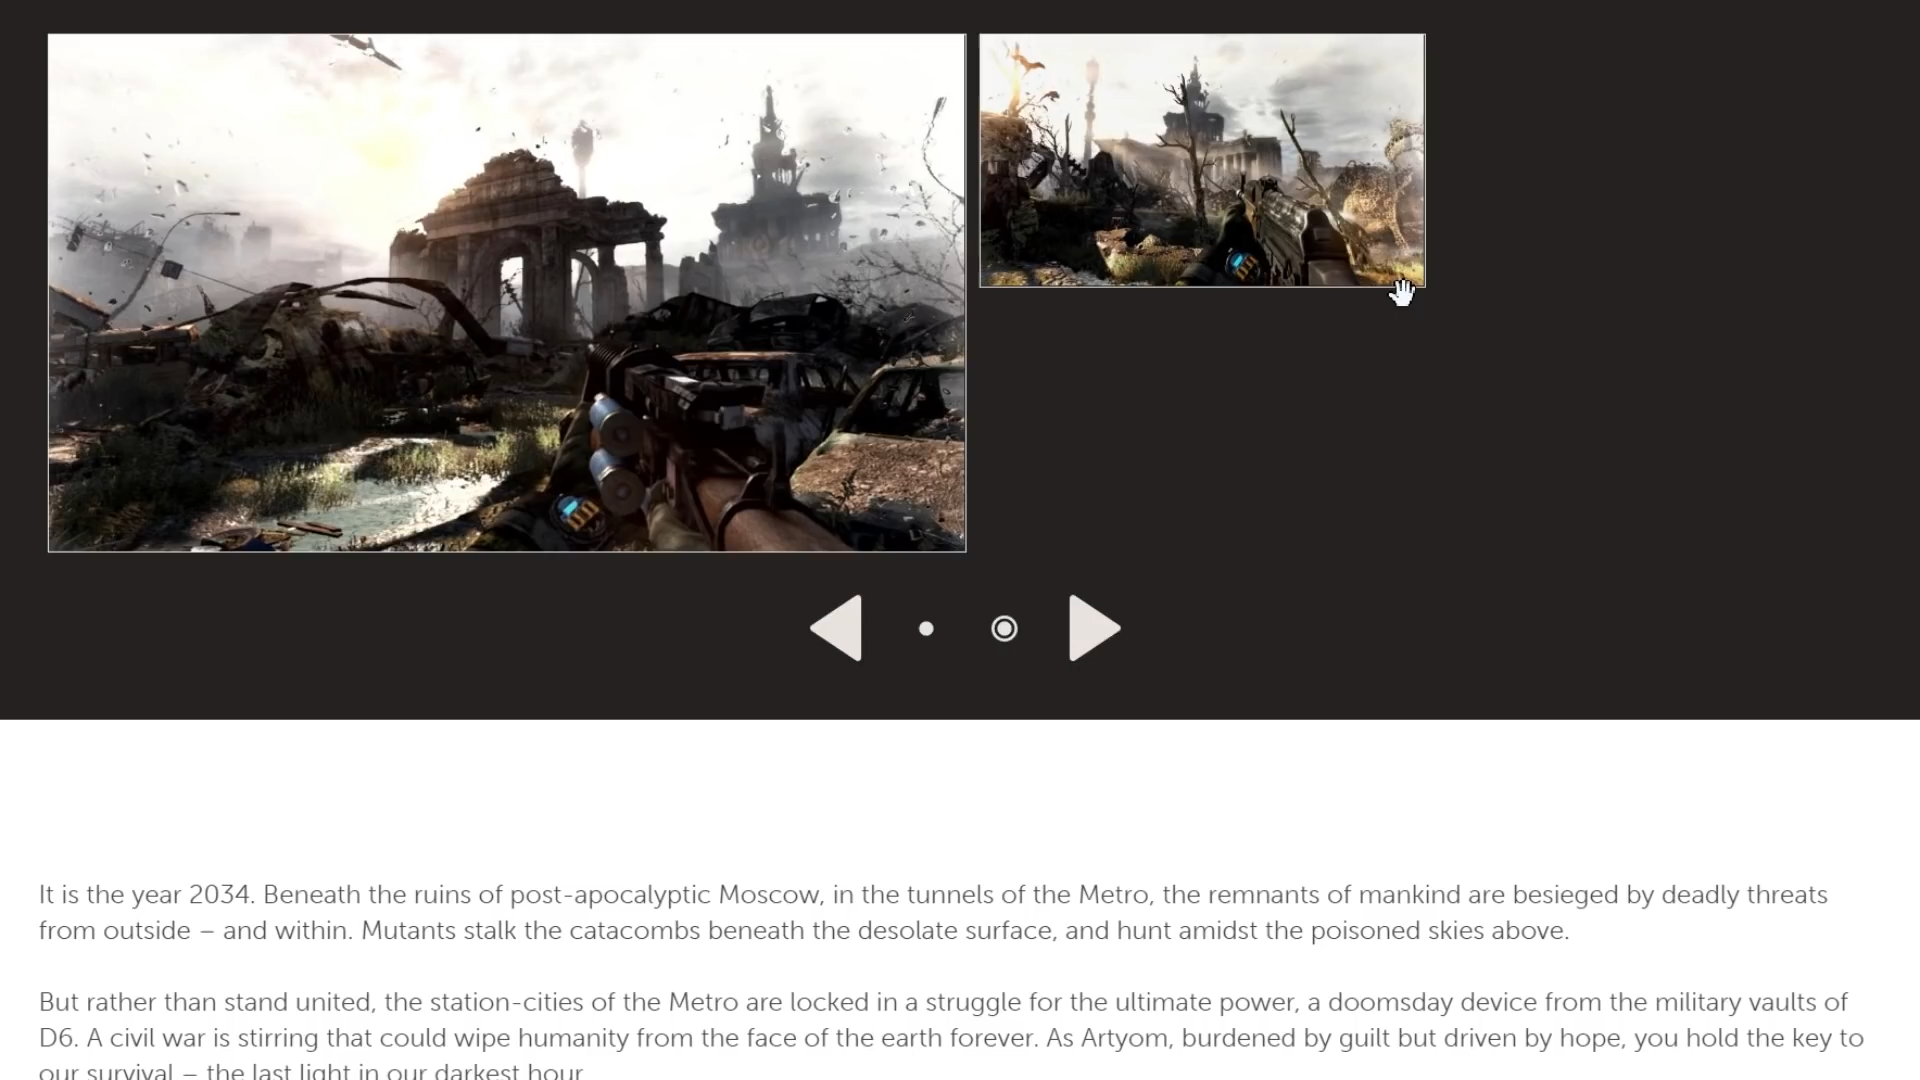 It is the year 2034. Beneath the ruins of post-apocalyptic Moscow, in the tunnels of the Metro, the remnants of mankind are besieged by deadly threats
from outside – and within. Mutants stalk the catacombs beneath the desolate surface, and hunt amidst the poisoned skies above.
But rather than stand united, the station-cities of the Metro are locked in a struggle for the ultimate power, a doomsday device from the military vaults of
D6. A civil war is stirring that could wipe humanity from the face of the earth forever. As Artyom, burdened by guilt but driven by hope, you hold the key to
our survival – the last light in our darkest hour